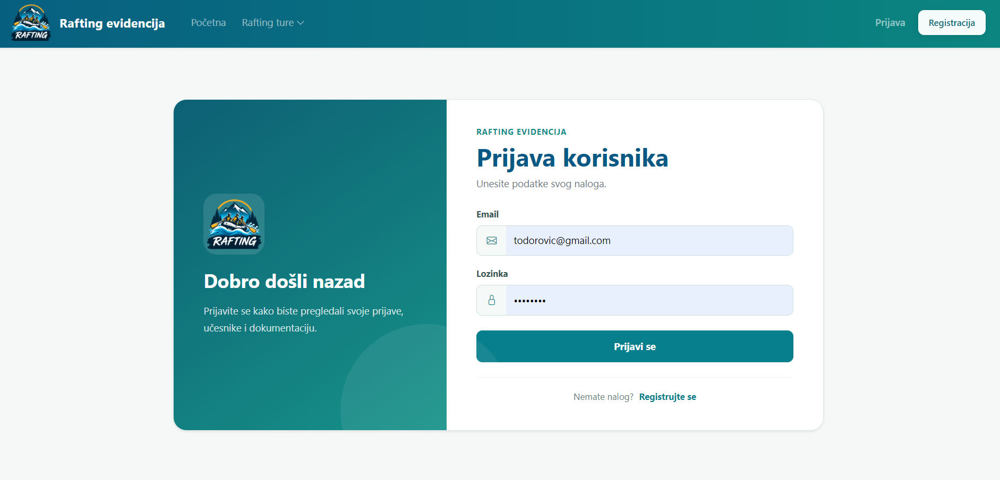 RAFTING
Rafting evidencija
Početna
Rafting ture
Prijava
Registracija
RAFTING
Dobro došli nazad
Prijavite se kako biste pregledali svoje prijave,
učesnike i dokumentaciju.
RAFTING EVIDENCIJA
Prijava korisnika
Unesite podatke svog naloga.
Email
todorovic@gmail.com
Lozinka
••••••••
Prijavi se
Nemate nalog? Registrujte se